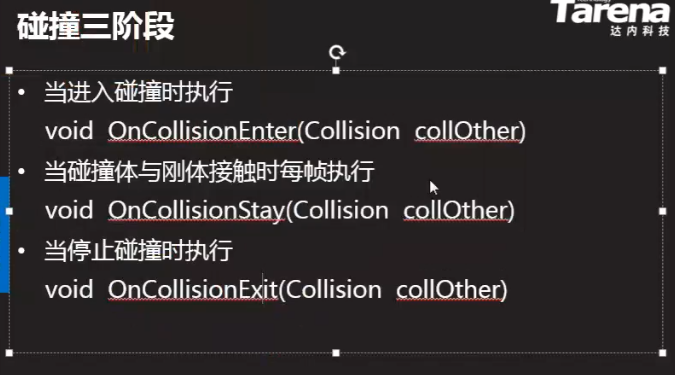 碰撞三阶段
Tarena
达内科技
• 当进入碰撞时执行
void OnCollisionEnter(Collision collOther)
• 当碰撞体与刚体接触时每帧执行
void OnCollisionStay(Collision collOther)
• 当停止碰撞时执行
void OnCollisionExit(Collision collOther)